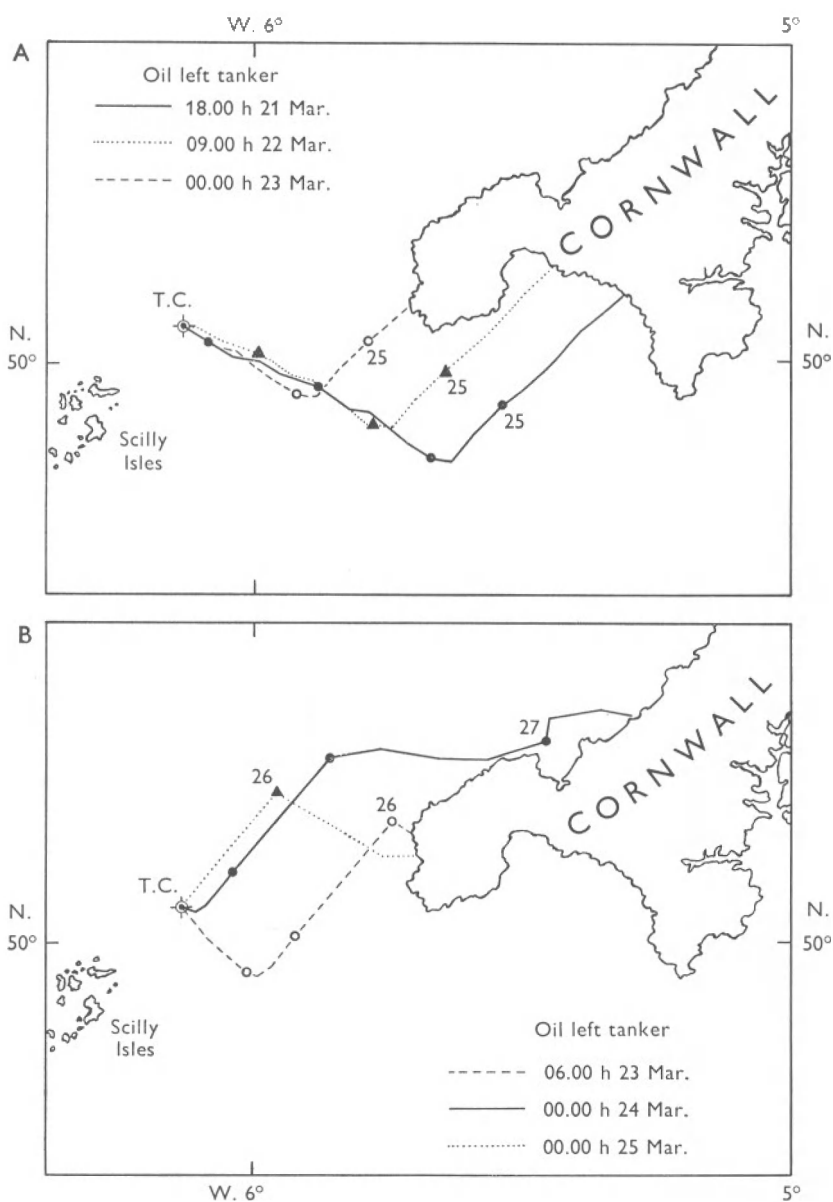 W. 6°
5°
A
Oil left tanker
18.00 h 21 Mar.
09.00 h 22 Mar.
00.00 h 23 Mar.
CORNWALL
T.C.
N.
50°
50°
25
25
25
Scilly
Isles
B
27
26
26
CORNWALL
T.C.
N.
50°
50°
Scilly
Isles
Oil left tanker
06.00 h 23 Mar.
00.00 h 24 Mar.
00.00 h 25 Mar.
W. 6°
5°